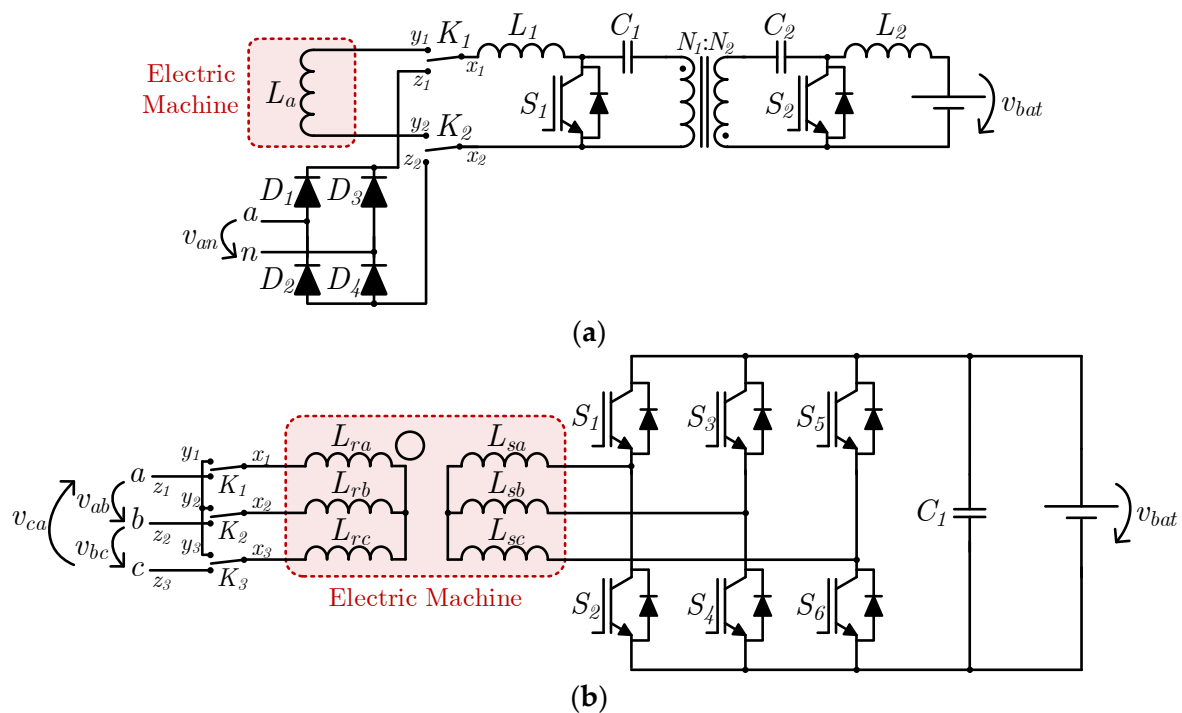 y1 K1 L1 C1 N1:N2 C2 L2
Electric
Machine
La
z1 x1
S1 S2 vbat
y2 K2
z2 x2
D1 D3
a
van
n
D2 D4
(a)
S1 S3 S5
Lra Lsa
y1 x1
a z1 K1
vab
y2 Lrb Lsb
x2
vca b z2 K2
C1 vbat
vbc
y3 Lrc Lsc
x3
c z3 K3
Electric Machine
S2 S4 S6
(b)